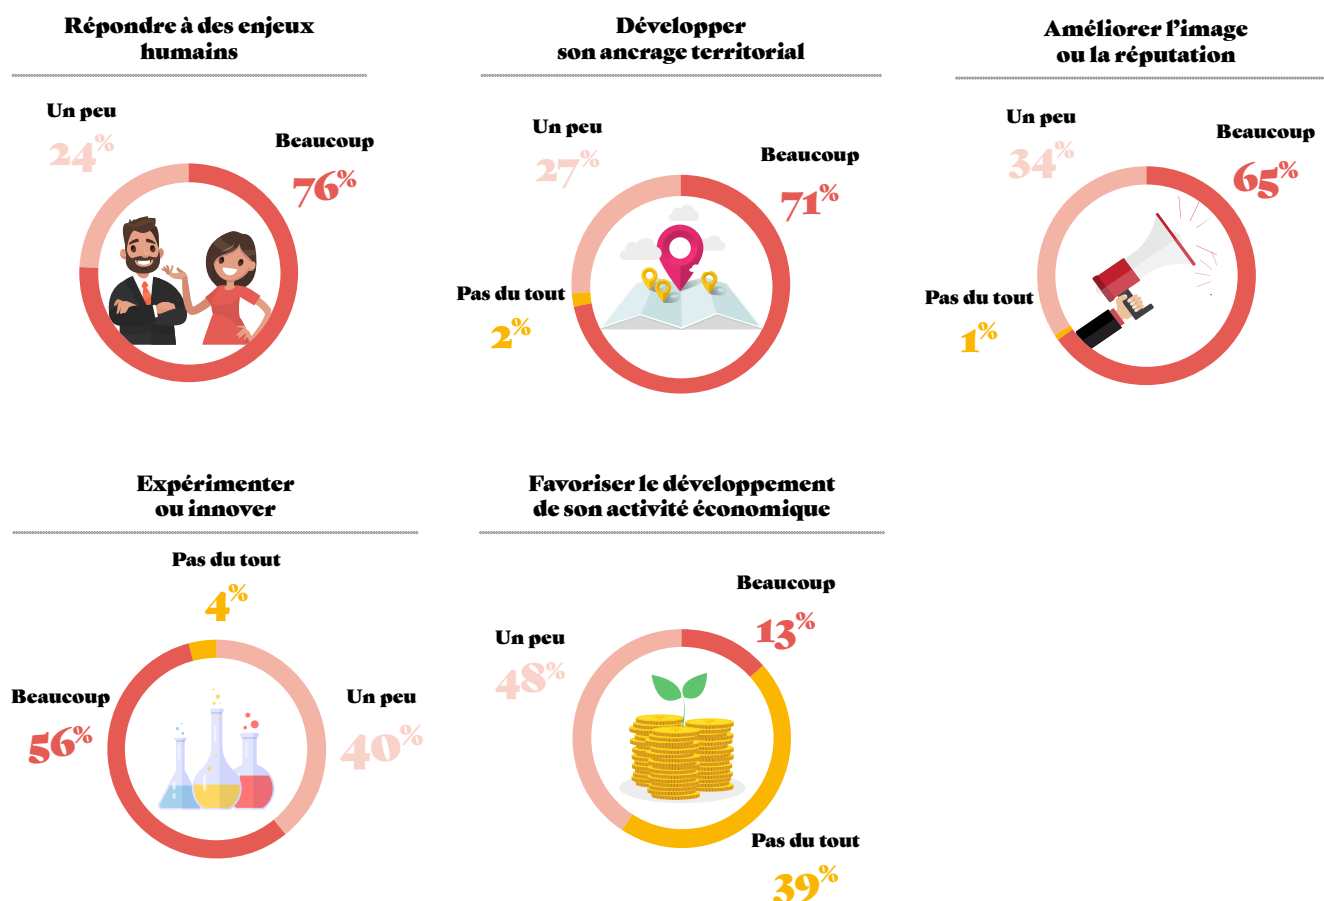 Répondre à des enjeux
humains
Un peu
24%
Beaucoup
76%
Développer
son ancrage territorial
Un peu
27%
Beaucoup
71%
Pas du tout
2%
Améliorer l'image
ou la réputation
Un peu
34%
Beaucoup
65%
Pas du tout
1%
Expérimenter
ou innover
Pas du tout
4%
Beaucoup
56%
Un peu
40%
Favoriser le développement
de son activité économique
Beaucoup
13%
Un peu
48%
Pas du tout
39%